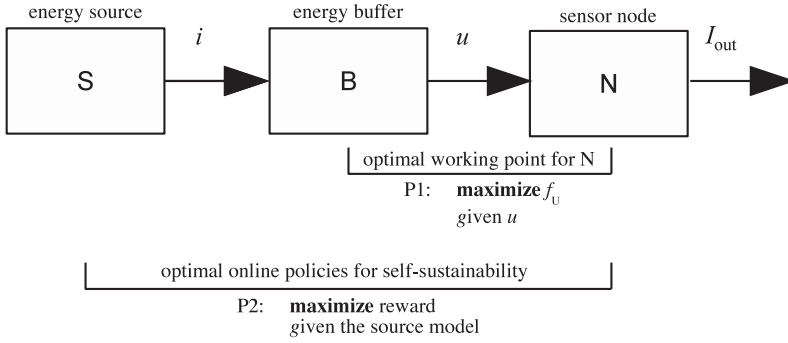 energy source
energy buffer
sensor node
i
u
I_out
S
B
N
optimal working point for N
P1: maximize f_U
given u
optimal online policies for self-sustainability
P2: maximize reward
given the source model